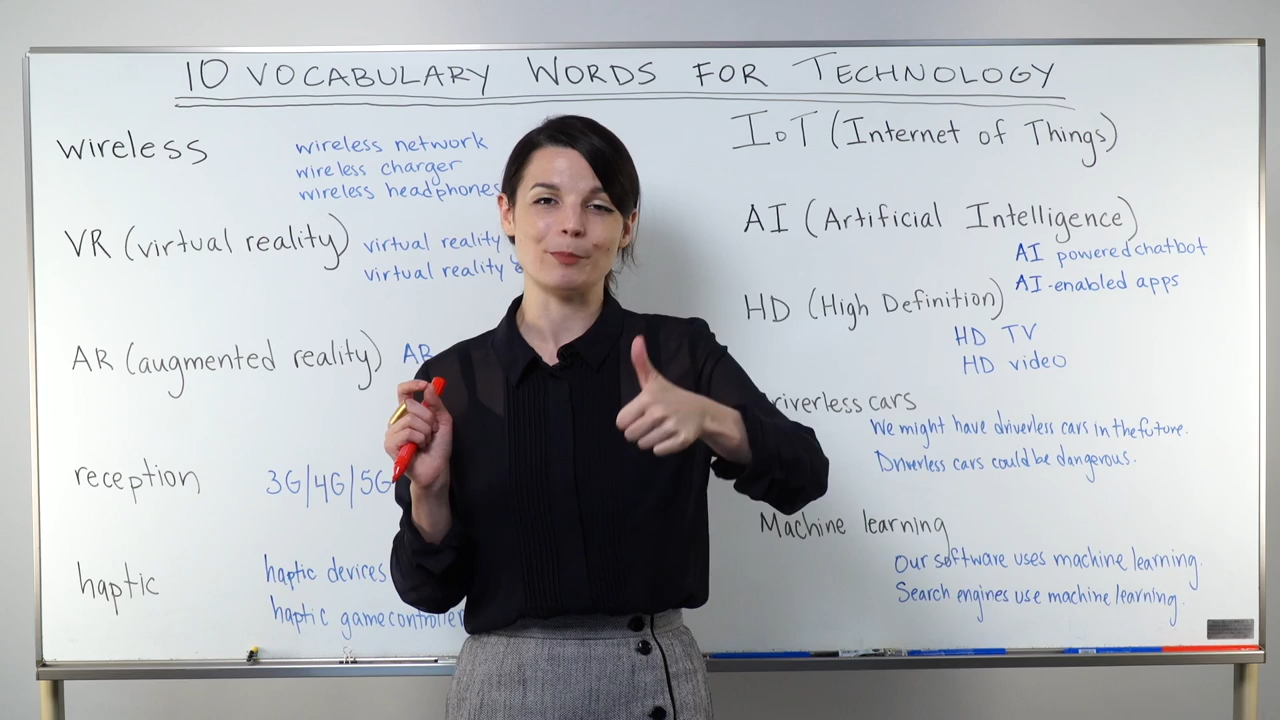 10 VOCABULARY WORDS FOR TECHNOLOGY
wireless
wireless network
wireless charger
wireless headphones
VR (virtual reality)
virtual reality
virtual reality
AR (augmented reality)
AR
reception
3G/4G/5G
haptic
haptic devices
haptic game controller
IoT (Internet of Things)
AI (Artificial Intelligence)
AI powered chatbot
AI-enabled apps
HD (High Definition)
HD TV
HD video
riverless cars
We might have driverless cars in the future.
Driverless cars could be dangerous.
Machine learning
Our software uses machine learning.
Search engines use machine learning.